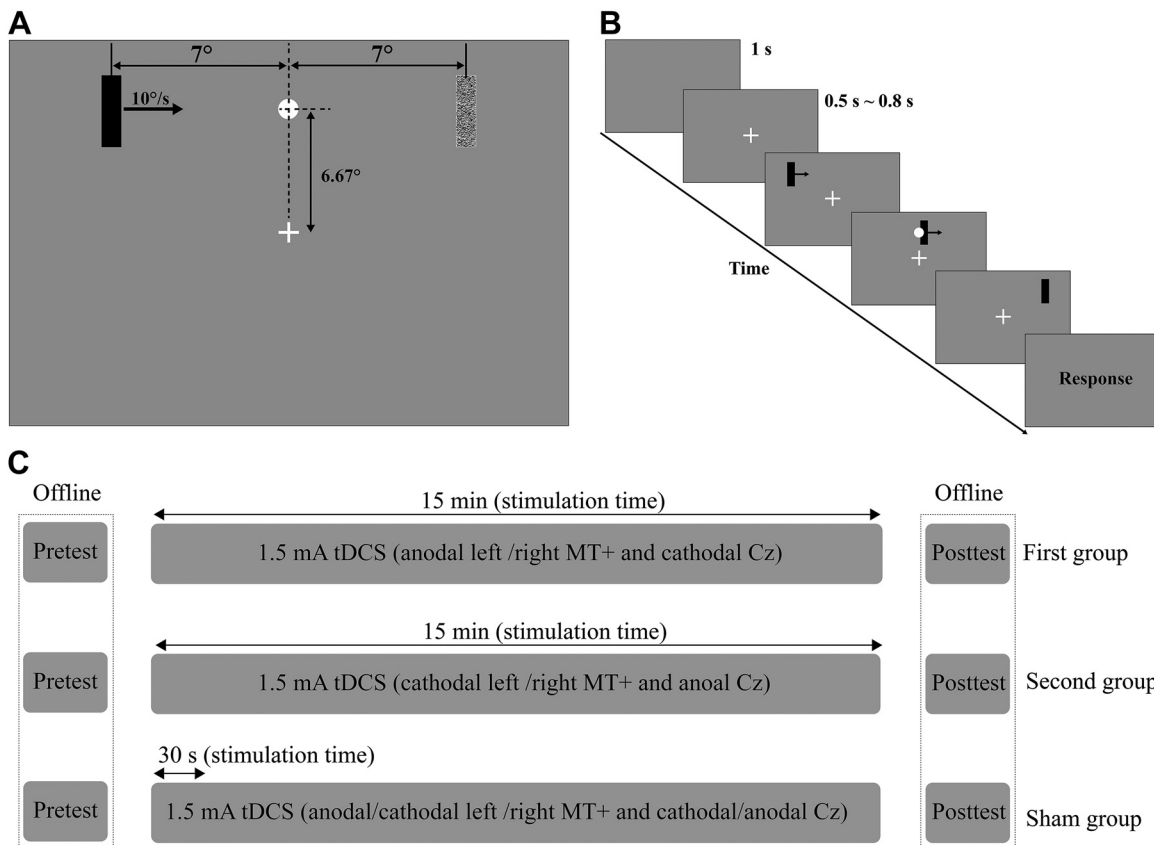 A
7°
7°
10°/s
6.67°
B
1 s
0.5 s ~ 0.8 s
Time
Response
C
Offline
15 min (stimulation time)
Offline
Pretest
1.5 mA tDCS (anodal left /right MT+ and cathodal Cz)
Posttest
First group
15 min (stimulation time)
Pretest
1.5 mA tDCS (cathodal left /right MT+ and anoal Cz)
Posttest
Second group
30 s (stimulation time)
Pretest
1.5 mA tDCS (anodal/cathodal left /right MT+ and cathodal/anodal Cz)
Posttest
Sham group